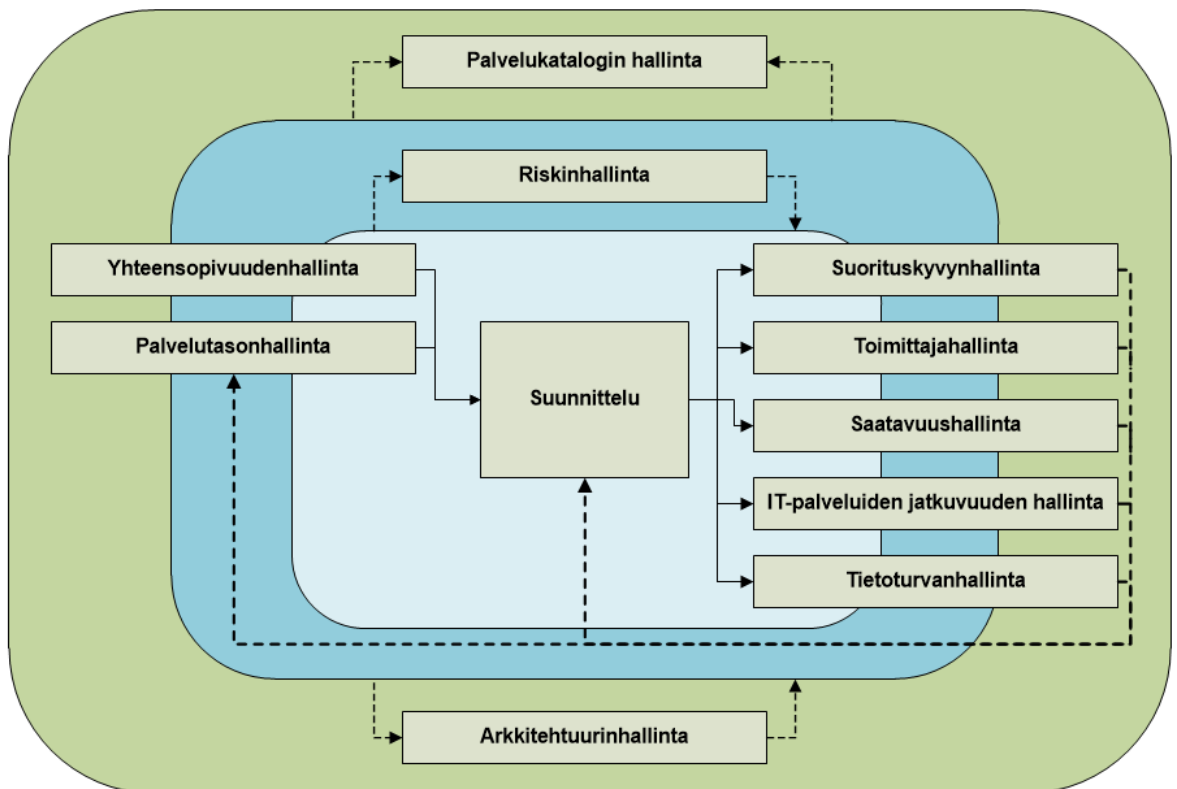 Palvelukatalogin hallinta
Riskinhallinta
Yhteensopivuudenhallinta
Palvelutasonhallinta
Suunnittelu
Suorituskyvynhallinta
Toimittajahallinta
Saatavuushallinta
IT-palveluiden jatkuvuuden hallinta
Tietoturvanhallinta
Arkkitehtuurinhallinta